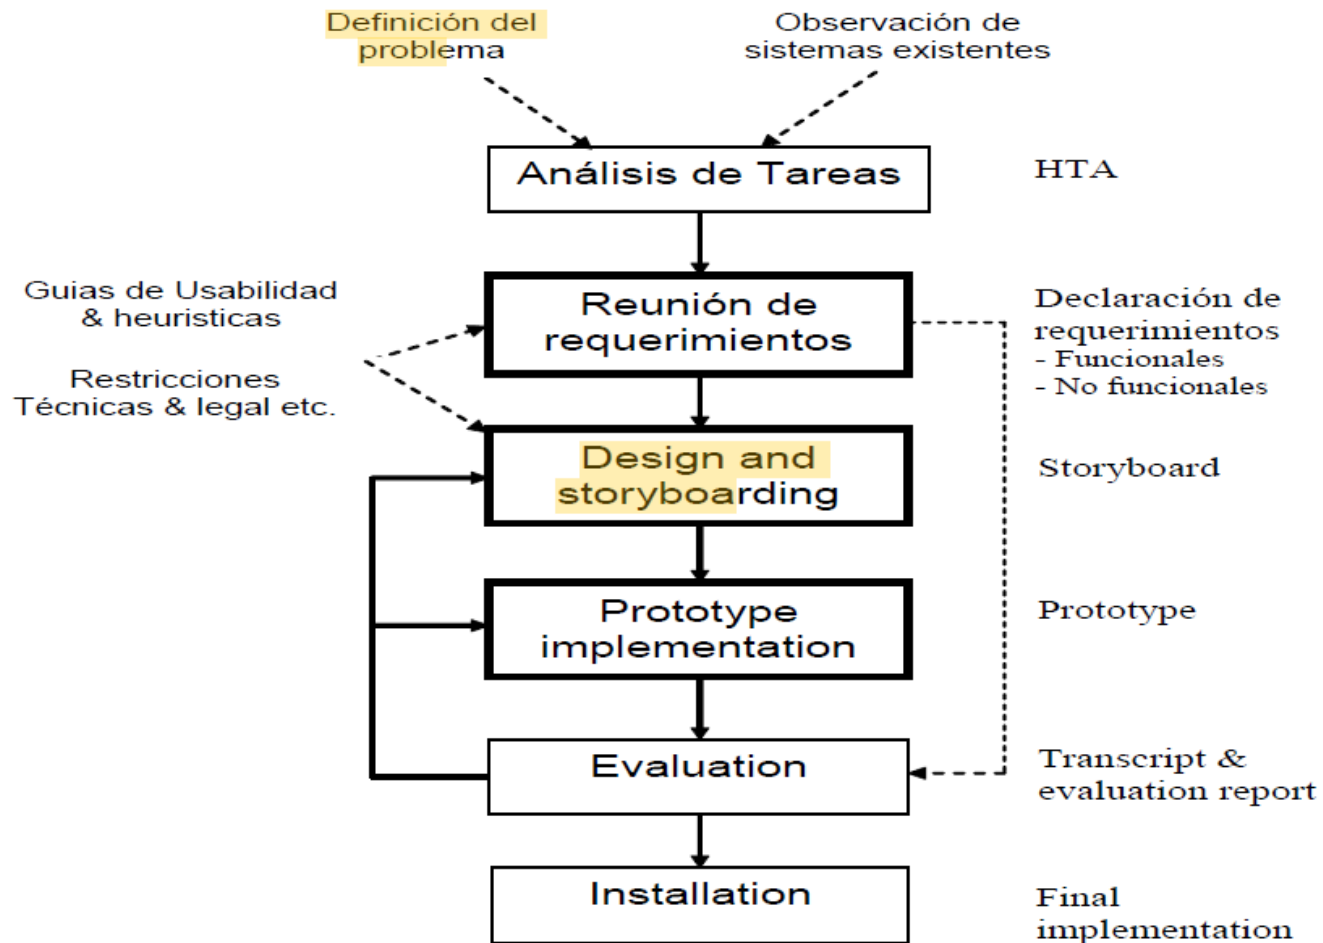 Definición del
problema
Observación de
sistemas existentes
Análisis de Tareas
HTA
Guias de Usabilidad
& heuristicas
Restricciones
Técnicas & legal etc.
Reunión de
requerimientos
Declaración de
requerimientos
- Funcionales
- No funcionales
Design and
storyboarding
Storyboard
Prototype
implementation
Prototype
Evaluation
Transcript &
evaluation report
Installation
Final
implementation